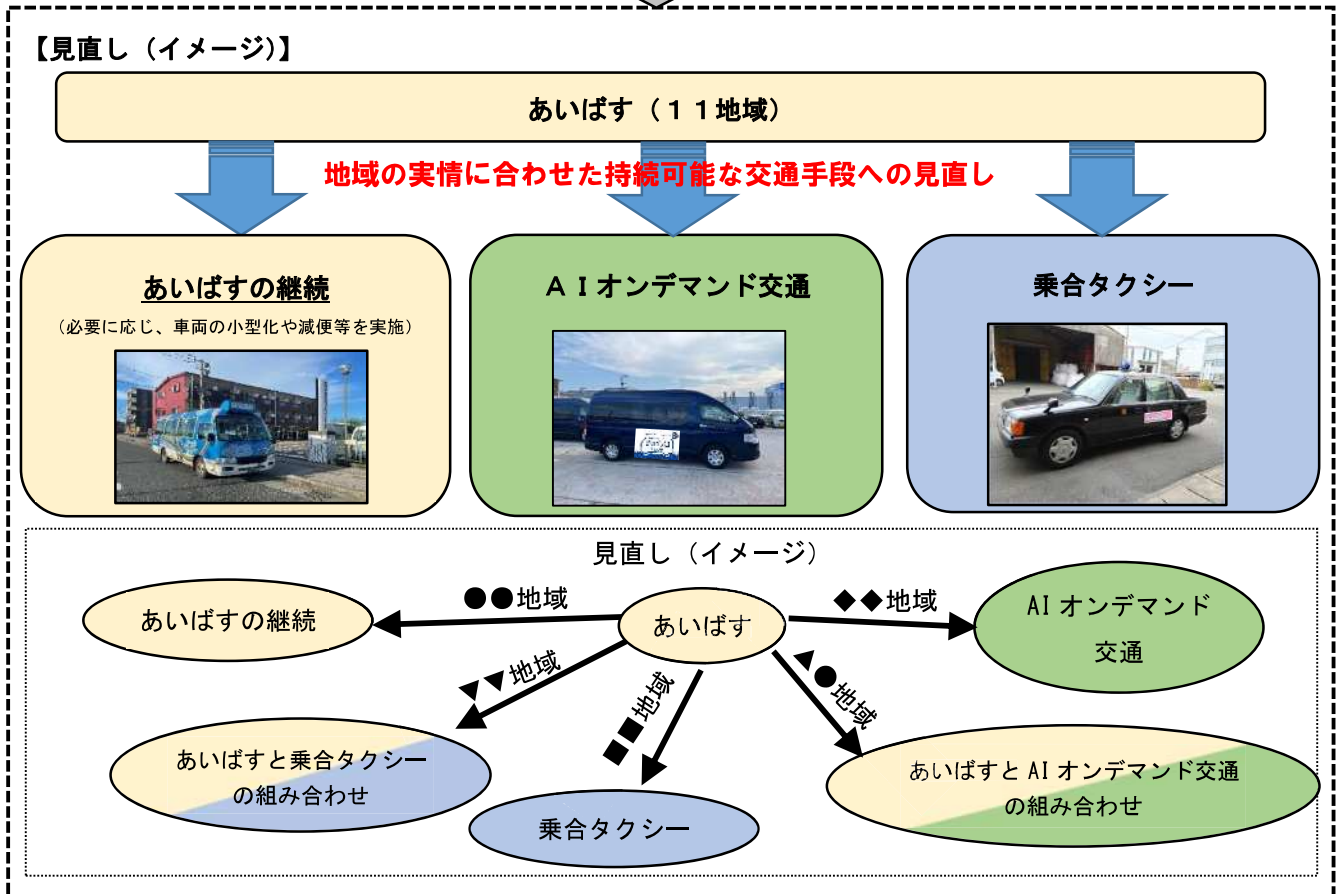 【見直し（イメージ）】
あいばす（１１地域）
地域の実情に合わせた持続可能な交通手段への見直し
あいばすの継続
（必要に応じ、車両の小型化や減便等を実施）
ＡＩオンデマンド交通
乗合タクシー
見直し（イメージ）
あいばすの継続
●●地域
あいばす
◆◆地域
AI オンデマンド
交通
▼▼地域
■■地域
▲●地域
あいばすと乗合タクシー
の組み合わせ
乗合タクシー
あいばすと AI オンデマンド交通
の組み合わせ